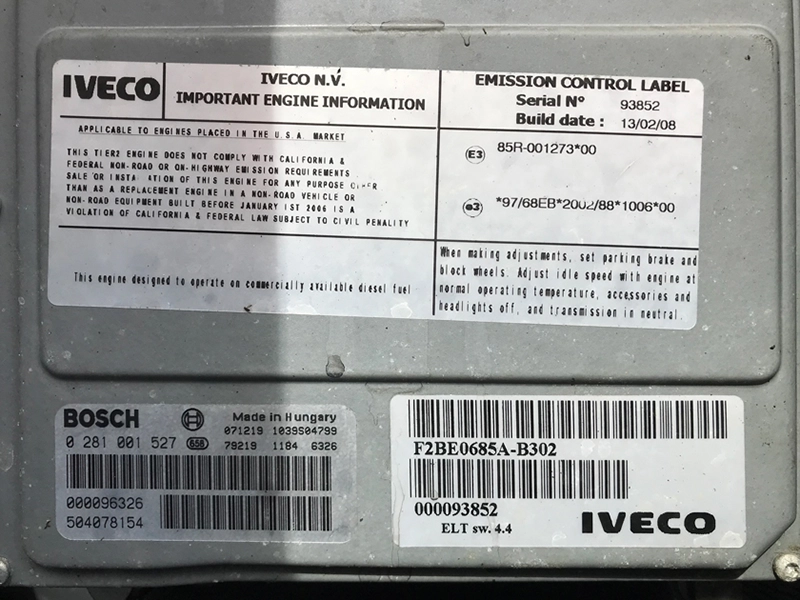 IVECO
IVECO N.V.
IMPORTANT ENGINE INFORMATION
APPLICABLE TO ENGINES PLACED IN THE U.S.A. MARKET
THIS TIER2 ENGINE DOES NOT COMPLY WITH CALIFORNIA &
FEDERAL NON-ROAD OR ON-HIGHWAY EMISSION REQUIREMENTS
SALE OR OF THIS ENGINE FOR ANY PURPOSE
THAN AS A REPLACEMENT ENGINE IN A NON-ROAD VEHICLE OR
NON-ROAD EQUIPMENT BUILT BEFORE JANUARY 1ST 2006 IS A
VIOLATION OF CALIFORNIA & FEDERAL LAW SUBJECT TO CIVIL PENALITY
This engine designed to operate on commercially available diesel fuel
EMISSION CONTROL LABEL
Serial N° 93852
Build date : 13/02/08
E3 85R-001273*00
e3 *97/68EB*2002/88*1006*00
When making adjustments, set parking brake and
block wheels. Adjust idle speed with engine at
normal operating temperature, accessories and
headlights off, and transmission in neutral.
BOSCH
Made in Hungary
071219 1039S04799
0 281 001 527 656 79219 1184 6326
000096326
504078154
F2BE0685A-B302
000093852
ELT sw. 4.4
IVECO